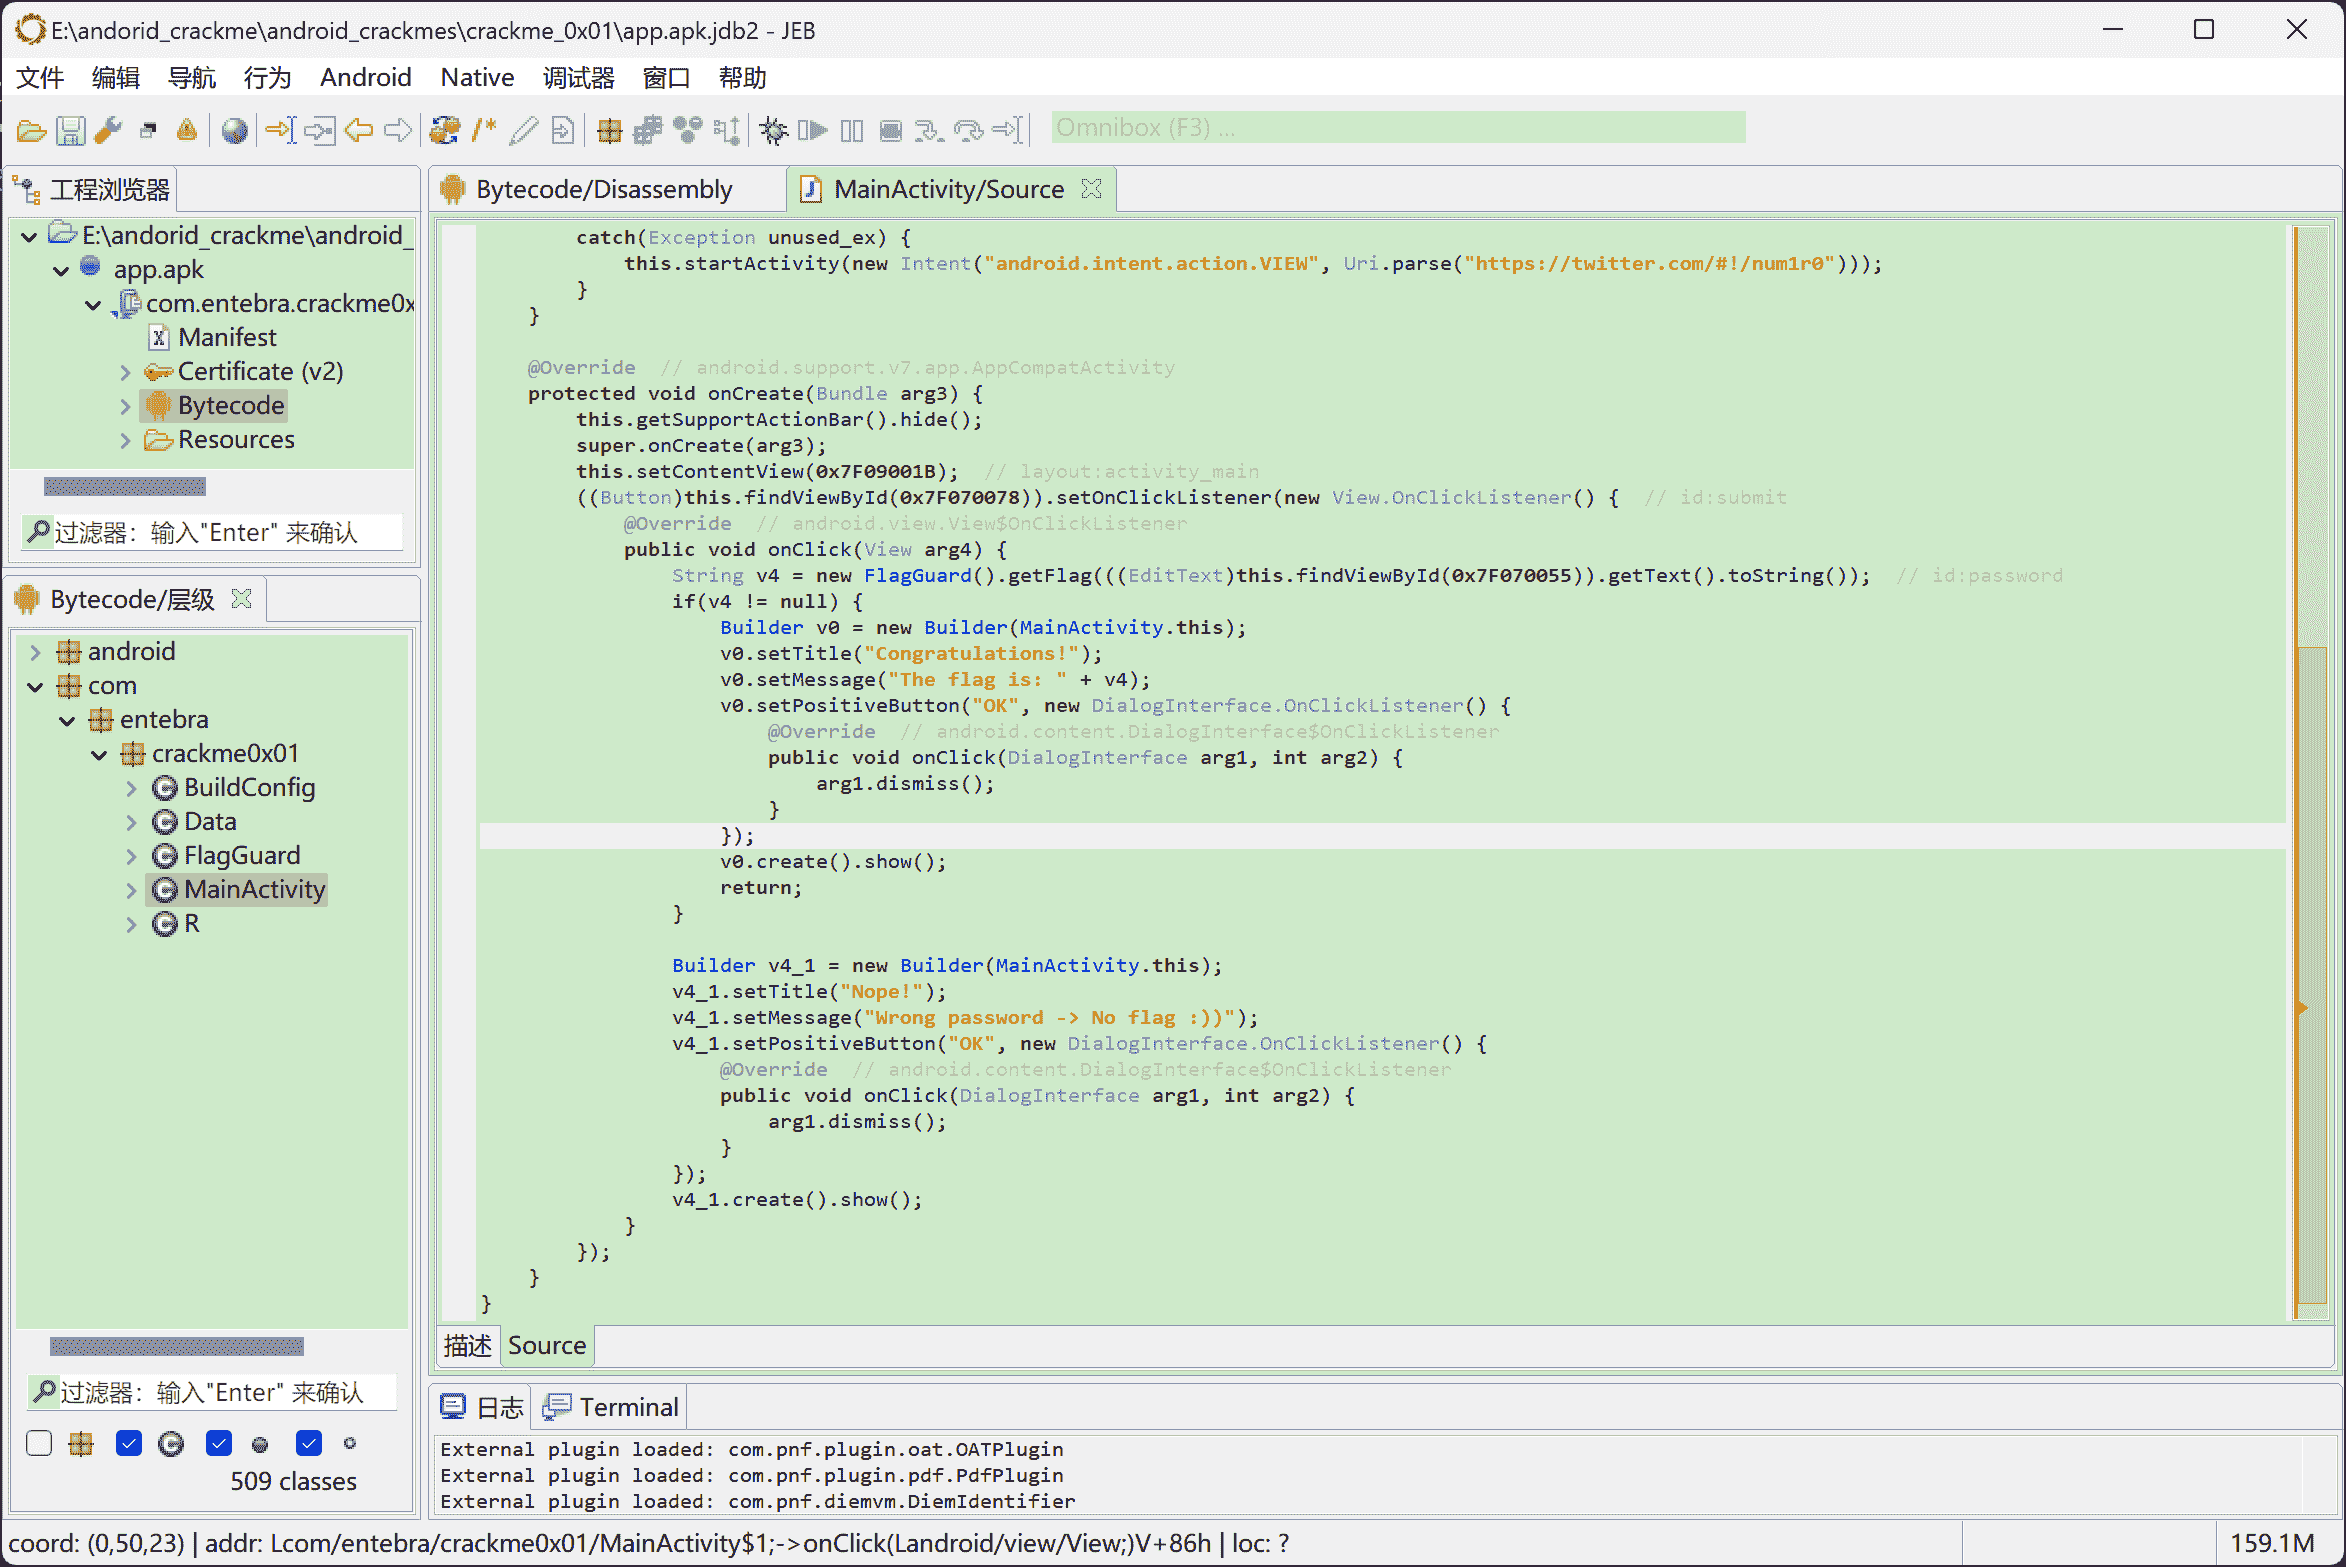 E:\andorid_crackme\android_crackmes\crackme_0x01\app.apk.jdb2 - JEB
文件 编辑 导航 行为 Android Native 调试器 窗口 帮助
Omnibox (F3) ...
工程浏览器
E:\andorid_crackme\android_
app.apk
com.entebra.crackme0x
Manifest
Certificate (v2)
Bytecode
Resources
过滤器：输入"Enter" 来确认
Bytecode/层级
android
com
entebra
crackme0x01
BuildConfig
Data
FlagGuard
MainActivity
R
过滤器：输入"Enter" 来确认
509 classes
Bytecode/Disassembly MainActivity/Source
catch(Exception unused_ex) {
this.startActivity(new Intent("android.intent.action.VIEW", Uri.parse("https://twitter.com/#!/num1r0")));
}
}
@Override // android.support.v7.app.AppCompatActivity
protected void onCreate(Bundle arg3) {
this.getSupportActionBar().hide();
super.onCreate(arg3);
this.setContentView(0x7F09001B); // layout:activity_main
((Button)this.findViewById(0x7F070078)).setOnClickListener(new View.OnClickListener() { // id:submit
@Override // android.view.View$OnClickListener
public void onClick(View arg4) {
String v4 = new FlagGuard().getFlag(((EditText)this.findViewById(0x7F070055)).getText().toString()); // id:password
if(v4 != null) {
Builder v0 = new Builder(MainActivity.this);
v0.setTitle("Congratulations!");
v0.setMessage("The flag is: " + v4);
v0.setPositiveButton("OK", new DialogInterface.OnClickListener() {
@Override // android.content.DialogInterface$OnClickListener
public void onClick(DialogInterface arg1, int arg2) {
arg1.dismiss();
}
});
v0.create().show();
return;
}
Builder v4_1 = new Builder(MainActivity.this);
v4_1.setTitle("Nope!");
v4_1.setMessage("Wrong password -> No flag :))");
v4_1.setPositiveButton("OK", new DialogInterface.OnClickListener() {
@Override // android.content.DialogInterface$OnClickListener
public void onClick(DialogInterface arg1, int arg2) {
arg1.dismiss();
}
});
v4_1.create().show();
}
});
}
}
描述 Source
日志 Terminal
External plugin loaded: com.pnf.plugin.oat.OATPlugin
External plugin loaded: com.pnf.plugin.pdf.PdfPlugin
External plugin loaded: com.pnf.diemvm.DiemIdentifier
coord: (0,50,23) | addr: Lcom/entebra/crackme0x01/MainActivity$1;->onClick(Landroid/view/View;)V+86h | loc: ?
159.1M